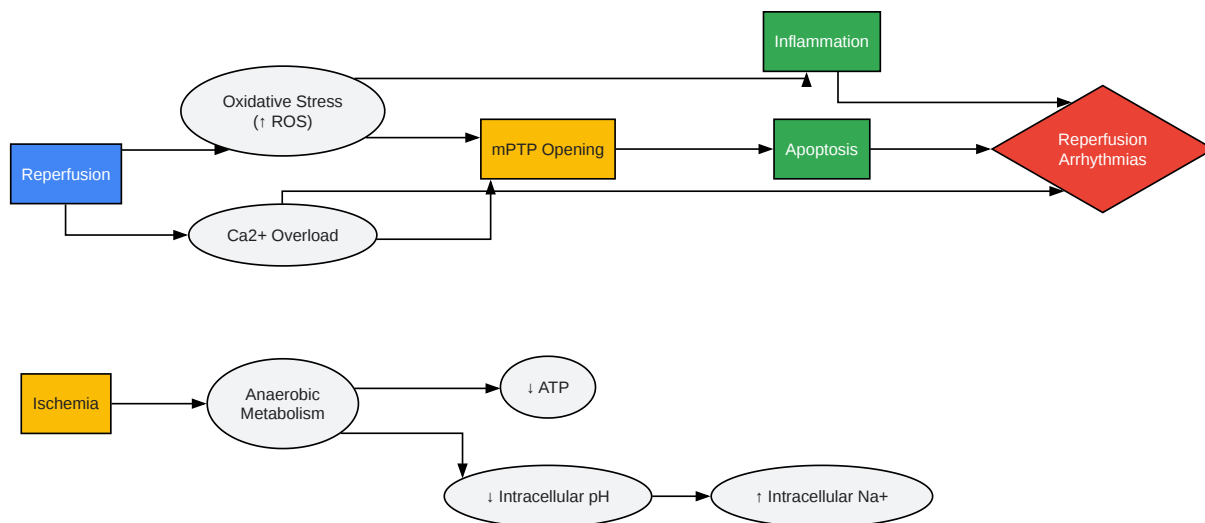 Inflammation
Oxidative Stress
(↑ ROS)
Reperfusion
mPTP Opening
Apoptosis
Reperfusion
Arrhythmias
Ca2+ Overload
Ischemia
Anaerobic
Metabolism
↓ ATP
↓ Intracellular pH
↑ Intracellular Na+